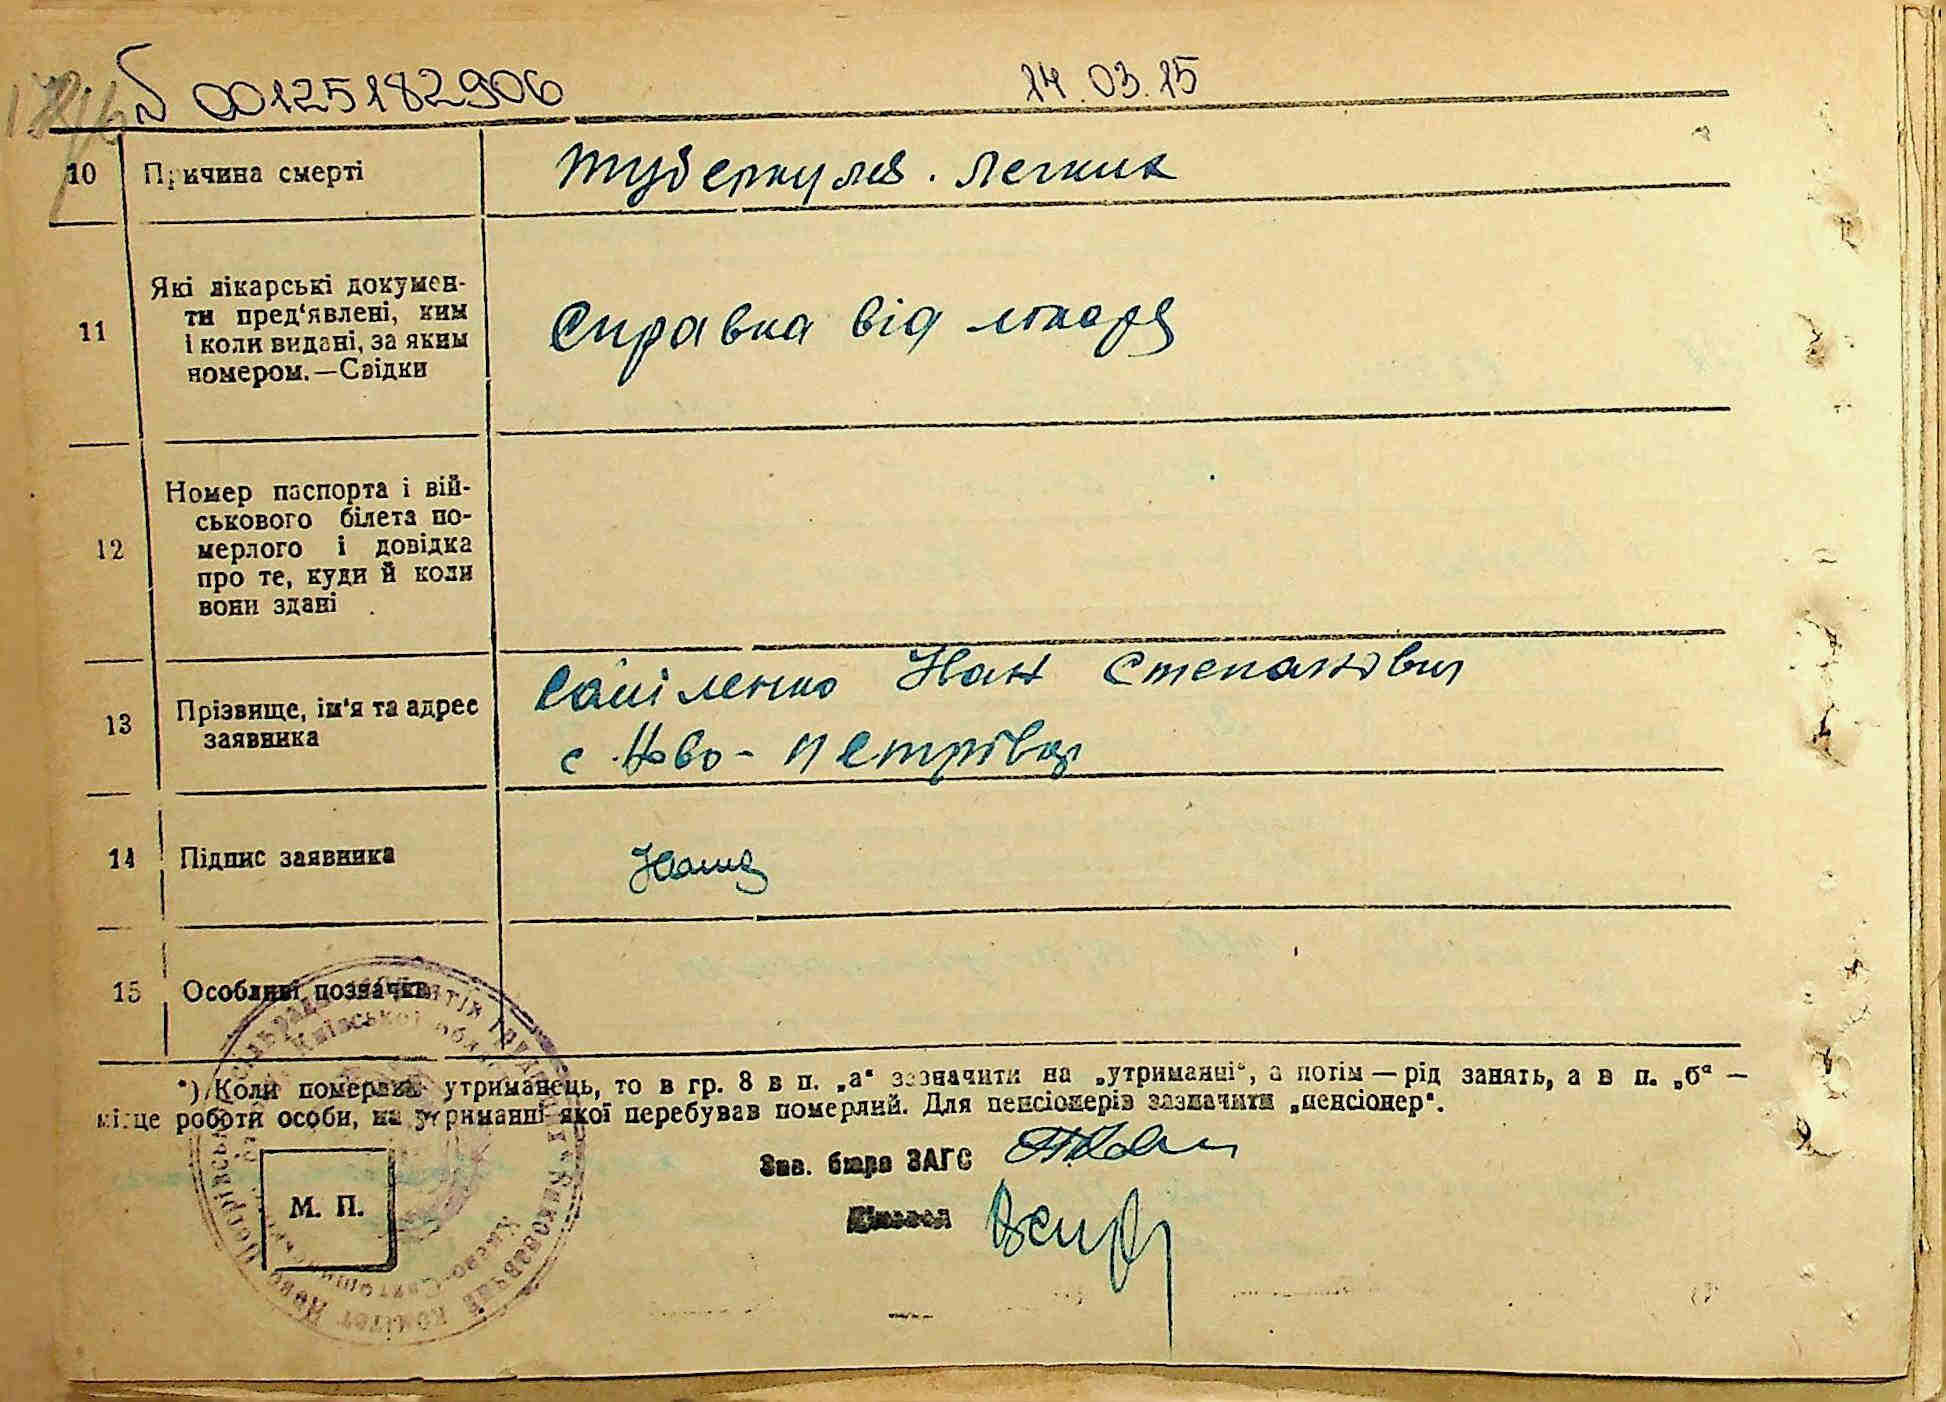 00125182906 14.03.15
10 Причина смерті туберкульоз. легких
11 Які лікарські докумен-
ти пред'явлені, ким
і коли видані, за яким
номером.—Свідки
Справка від лікаря
12 Номер паспорта і вій-
ськового білета по-
мерлого і довідка
про те, куди й коли
вони здані
13 Прізвище, ім'я та адрес
заявника
Іван Степанович
с. Ново-Петрівці
14 Підпис заявника
15 Особливі позначки
*) Коли померлий утриманець, то в гр. 8 в п. „а" зазначити на „утриманні", а потім — рід занять, а в п. „б" —
місце роботи особи, на утриманні якої перебував померлий. Для пенсіонерів зазначити „пенсіонер".
Зав. бюро ЗАГС
М. П.